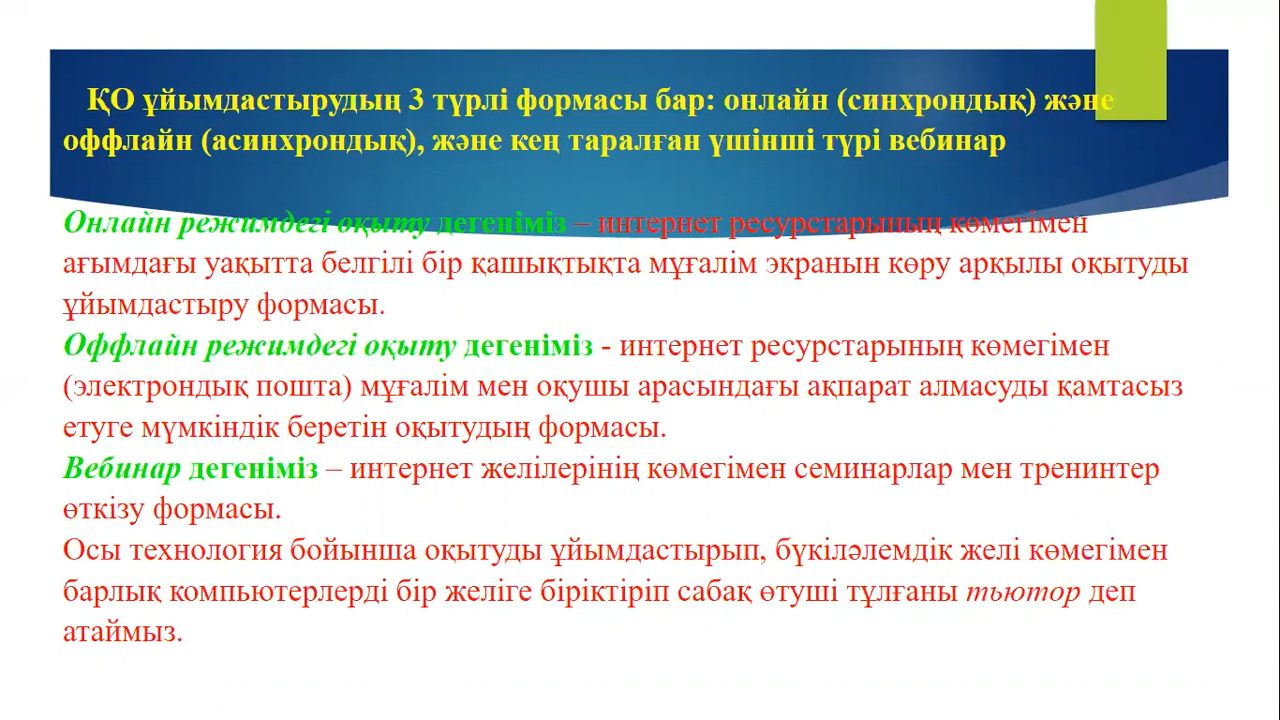 ҚО ұйымдастырудың 3 түрлі формасы бар: онлайн (синхрондық) және
оффлайн (асинхрондық), және кең таралған үшінші түрі вебинар
Онлайн режимдегі оқыту дегеніміз – интернет ресурстарының көмегімен
ағымдағы уақытта белгілі бір қашықтықта мұғалім экранын көру арқылы оқытуды
ұйымдастыру формасы.
Оффлайн режимдегі оқыту дегеніміз - интернет ресурстарының көмегімен
(электрондық пошта) мұғалім мен оқушы арасындағы ақпарат алмасуды қамтасыз
етуге мүмкіндік беретін оқытудың формасы.
Вебинар дегеніміз – интернет желілерінің көмегімен семинарлар мен тренинтер
өткізу формасы.
Осы технология бойынша оқытуды ұйымдастырып, бүкіләлемдік желі көмегімен
барлық компьютерлерді бір желіге біріктіріп сабақ өтуші тұлғаны тьютор деп
атаймыз.